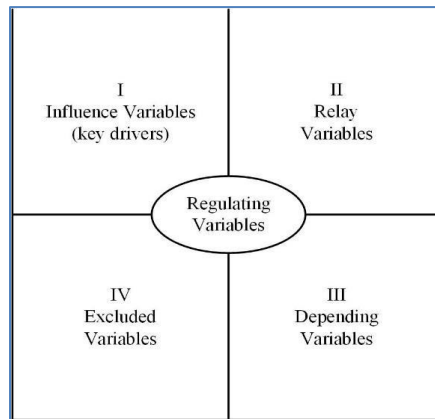 I
Influence Variables
(key drivers)
II
Relay
Variables
Regulating
Variables
IV
Excluded
Variables
III
Depending
Variables